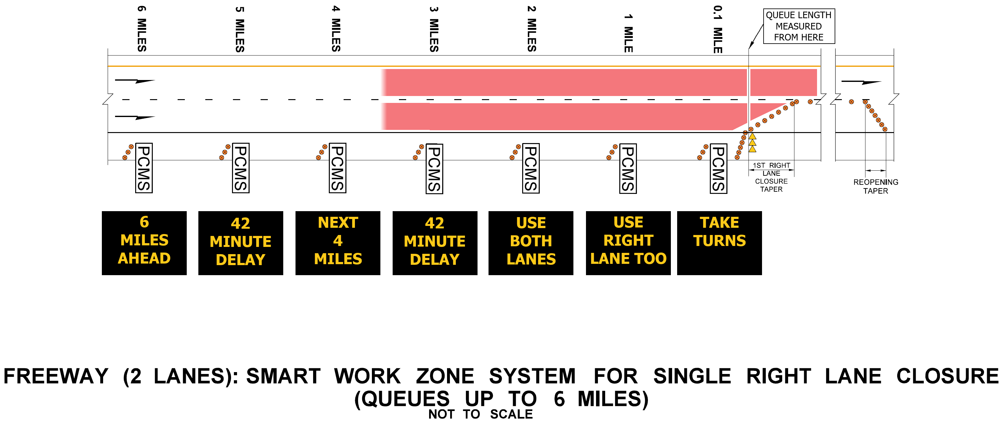 6 MILES
5 MILES
4 MILES
3 MILES
2 MILES
1 MILE
0.1 MILE
QUEUE LENGTH
MEASURED
FROM HERE
PCMS
PCMS
PCMS
PCMS
PCMS
PCMS
PCMS
1ST RIGHT
LANE
CLOSURE
TAPER
REOPENING
TAPER
6
MILES
AHEAD
42
MINUTE
DELAY
NEXT
4
MILES
42
MINUTE
DELAY
USE
BOTH
LANES
USE
RIGHT
LANE TOO
TAKE
TURNS
FREEWAY (2 LANES): SMART WORK ZONE SYSTEM FOR SINGLE RIGHT LANE CLOSURE
(QUEUES UP TO 6 MILES)
NOT TO SCALE